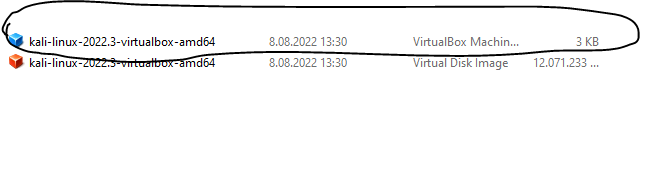 kali-linux-2022.3-virtualbox-amd64 8.08.2022 13:30 VirtualBox Machin... 3 KB
kali-linux-2022.3-virtualbox-amd64 8.08.2022 13:30 Virtual Disk Image 12.071.233 ...